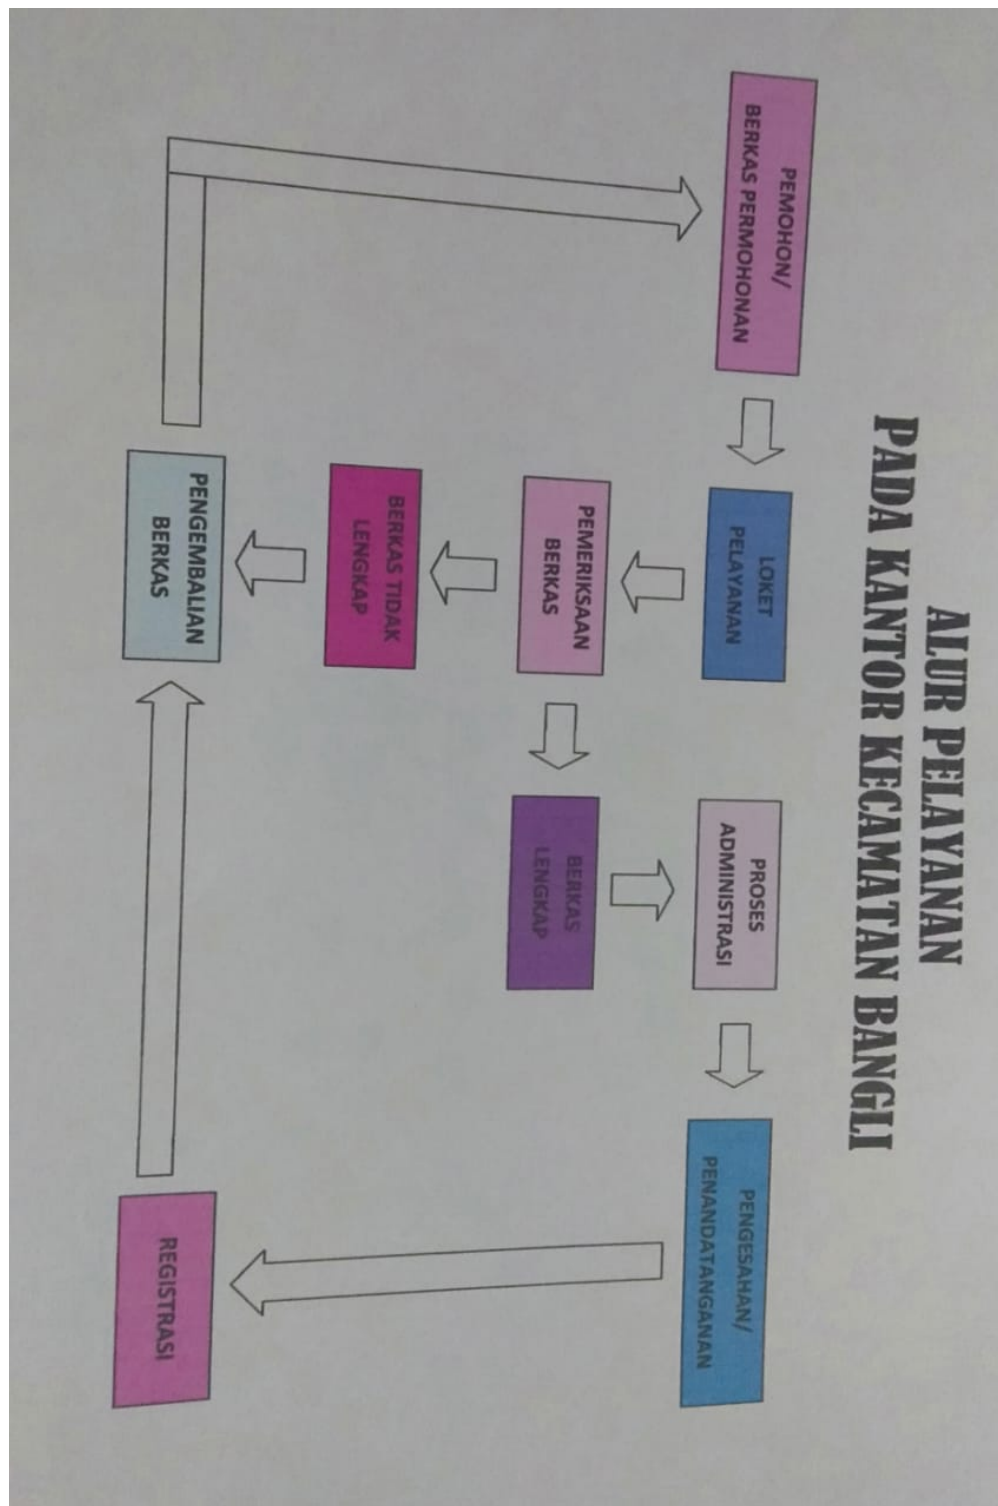 ALUR PELAYANAN
PADA KANTOR KECAMATAN BANGLI
PEMOHON/
BERKAS PERMOHONAN
LOKET
PELAYANAN
PROSES
ADMINISTRASI
PENGESAHAN/
PENANDATANGANAN
PEMERIKSAAN
BERKAS
BERKAS
LENGKAP
BERKAS TIDAK
LENGKAP
PENGEMBALIAN
BERKAS
REGISTRASI